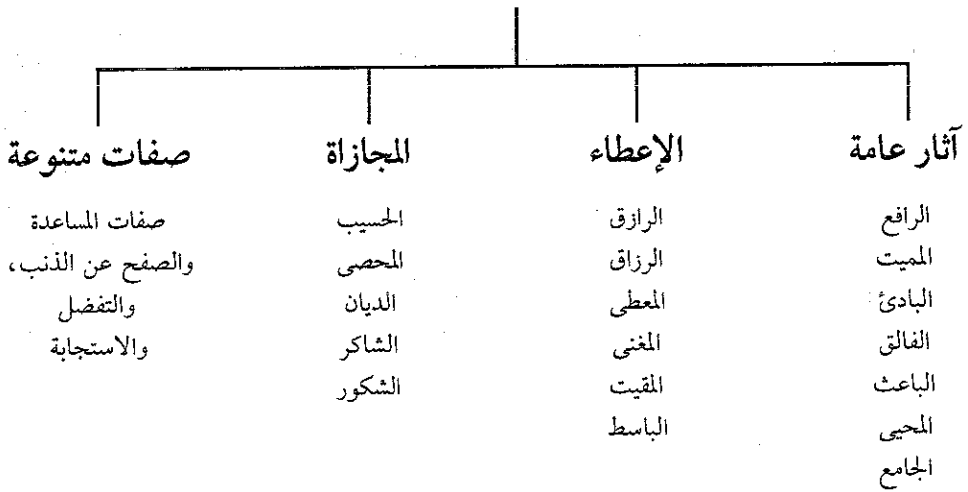 آثار عامة
الرافع
المميت
البادئ
الفالق
الباعث
المحيى
الجامع
الإعطاء
الرازق
الرزاق
المعطى
المغنى
المقيت
الباسط
المجازاة
الحسيب
المحصى
الديان
الشاكر
الشكور
صفات متنوعة
صفات المساعدة
والصفح عن الذنب،
والتفضل
والاستجابة